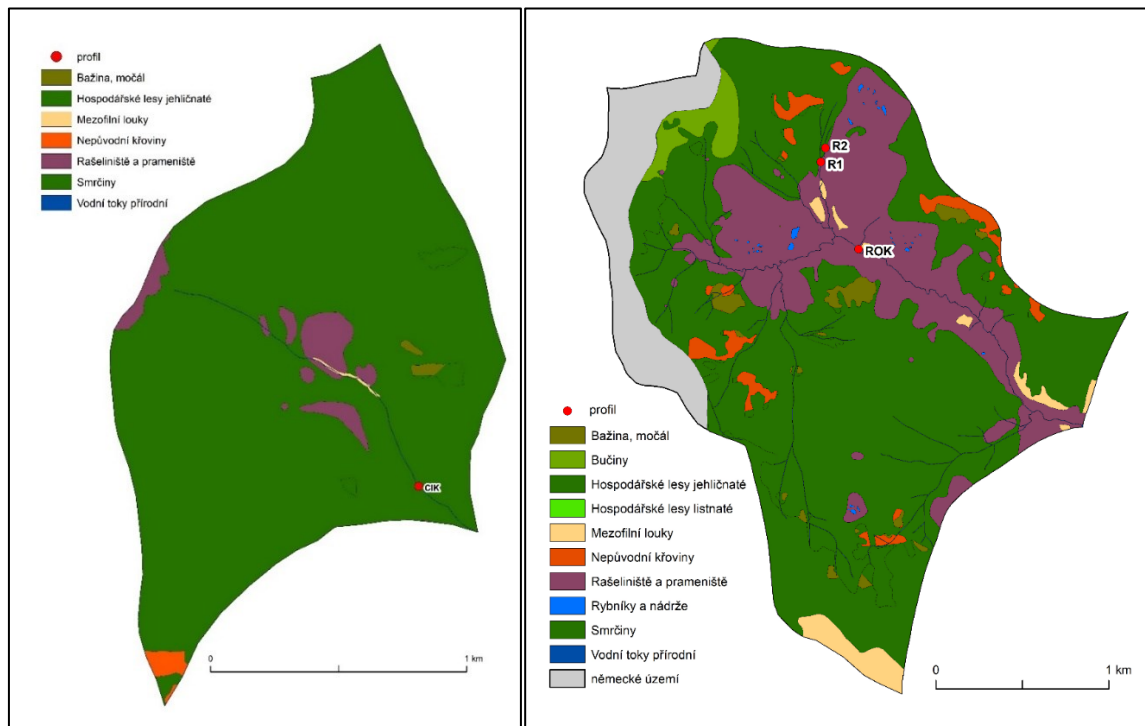 profil
Bažina, močál
Hospodářské lesy jehličnaté
Mezofilní louky
Nepůvodní křoviny
Rašeliniště a prameniště
Smrčiny
Vodní toky přírodní
CIK
0 1 km
R2
R1
ROK
profil
Bažina, močál
Bučiny
Hospodářské lesy jehličnaté
Hospodářské lesy listnaté
Mezofilní louky
Nepůvodní křoviny
Rašeliniště a prameniště
Rybníky a nádrže
Smrčiny
Vodní toky přírodní
německé území
0 1 km